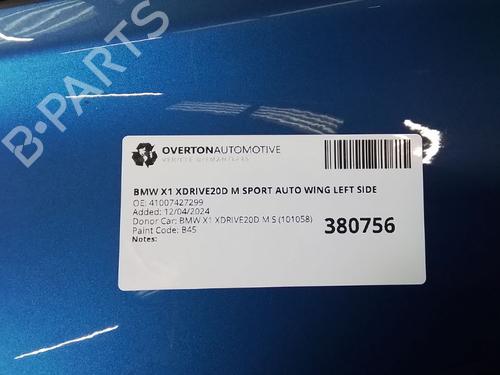 B-PARTS
OVERTONAUTOMOTIVE
VEHICLE DISMANTLERS
BMW X1 XDRIVE20D M SPORT AUTO WING LEFT SIDE
OE: 41007427299
Added: 12/04/2024
Donor Car: BMW X1 XDRIVE20D M S (101058)
Paint Code: B45
Notes:
380756